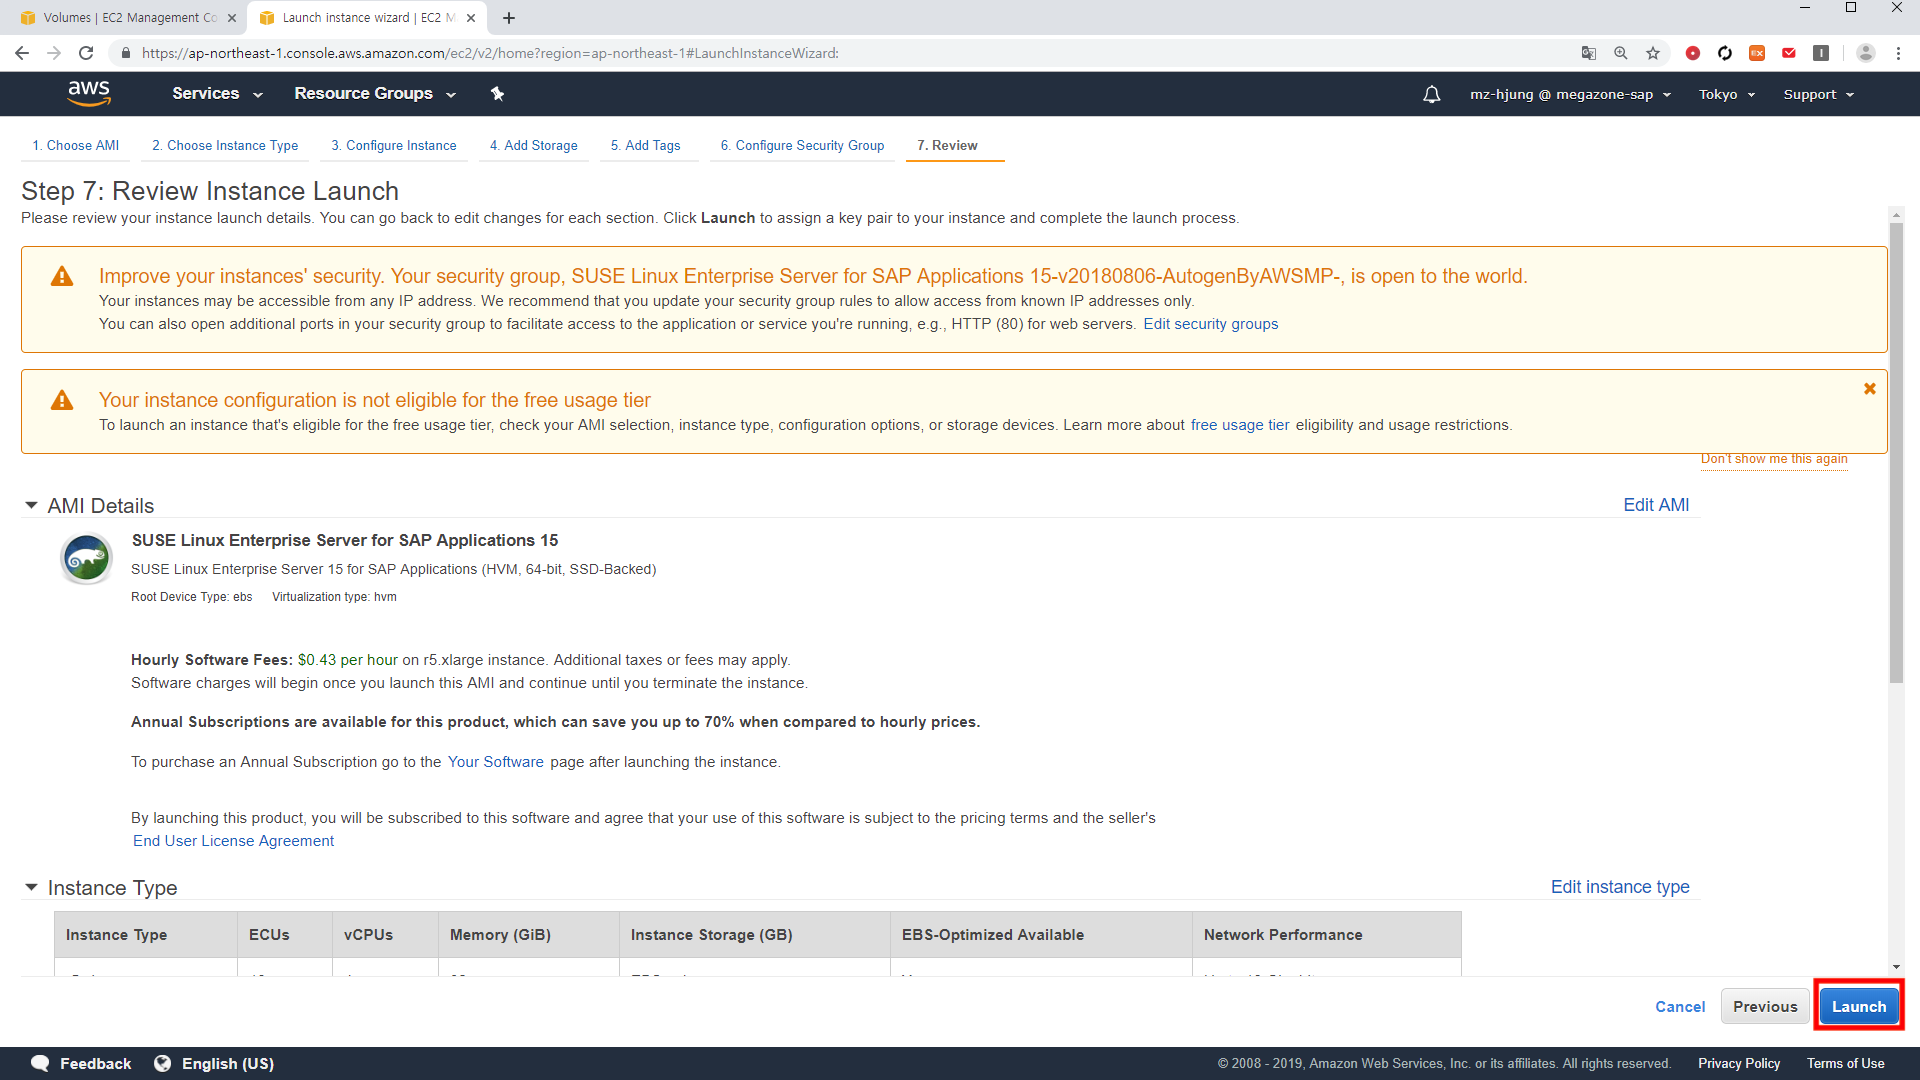 Volumes | EC2 Management Co
Launch instance wizard | EC2 M
https://ap-northeast-1.console.aws.amazon.com/ec2/v2/home?region=ap-northeast-1#LaunchInstanceWizard:
aws
Services
Resource Groups
mz-hjung @ megazone-sap
Tokyo
Support
1. Choose AMI
2. Choose Instance Type
3. Configure Instance
4. Add Storage
5. Add Tags
6. Configure Security Group
7. Review
Step 7: Review Instance Launch
Please review your instance launch details. You can go back to edit changes for each section. Click Launch to assign a key pair to your instance and complete the launch process.
Improve your instances' security. Your security group, SUSE Linux Enterprise Server for SAP Applications 15-v20180806-AutogenByAWSMP-, is open to the world.
Your instances may be accessible from any IP address. We recommend that you update your security group rules to allow access from known IP addresses only.
You can also open additional ports in your security group to facilitate access to the application or service you're running, e.g., HTTP (80) for web servers. Edit security groups
Your instance configuration is not eligible for the free usage tier
To launch an instance that's eligible for the free usage tier, check your AMI selection, instance type, configuration options, or storage devices. Learn more about free usage tier eligibility and usage restrictions.
Don't show me this again
AMI Details
Edit AMI
SUSE Linux Enterprise Server for SAP Applications 15
SUSE Linux Enterprise Server 15 for SAP Applications (HVM, 64-bit, SSD-Backed)
Root Device Type: ebs Virtualization type: hvm
Hourly Software Fees: $0.43 per hour on r5.xlarge instance. Additional taxes or fees may apply.
Software charges will begin once you launch this AMI and continue until you terminate the instance.
Annual Subscriptions are available for this product, which can save you up to 70% when compared to hourly prices.
To purchase an Annual Subscription go to the Your Software page after launching the instance.
By launching this product, you will be subscribed to this software and agree that your use of this software is subject to the pricing terms and the seller's
End User License Agreement
Instance Type
Edit instance type
Instance Type
ECUs
vCPUs
Memory (GiB)
Instance Storage (GB)
EBS-Optimized Available
Network Performance
Cancel
Previous
Launch
Feedback
English (US)
© 2008 - 2019, Amazon Web Services, Inc. or its affiliates. All rights reserved.
Privacy Policy
Terms of Use